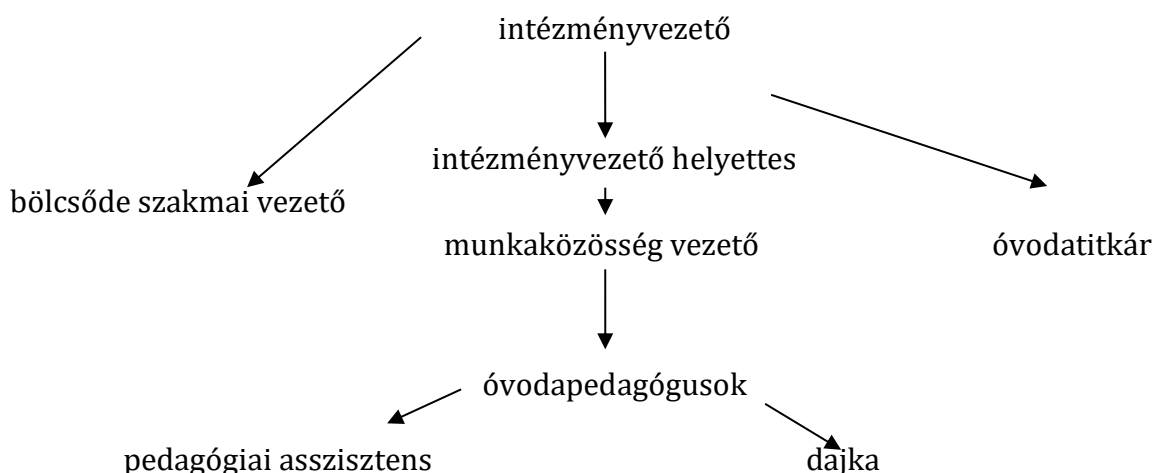 intézményvezető
intézményvezető helyettes
bölcsőde szakmai vezető
munkaközösség vezető
óvodatitkár
óvodapedagógusok
pedagógiai asszisztens
dajka